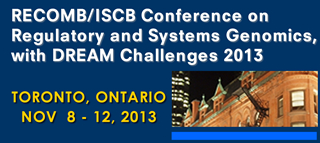 RECOMB/ISCB Conference on
Regulatory and Systems Genomics,
with DREAM Challenges 2013
TORONTO, ONTARIO
NOV 8 - 12, 2013